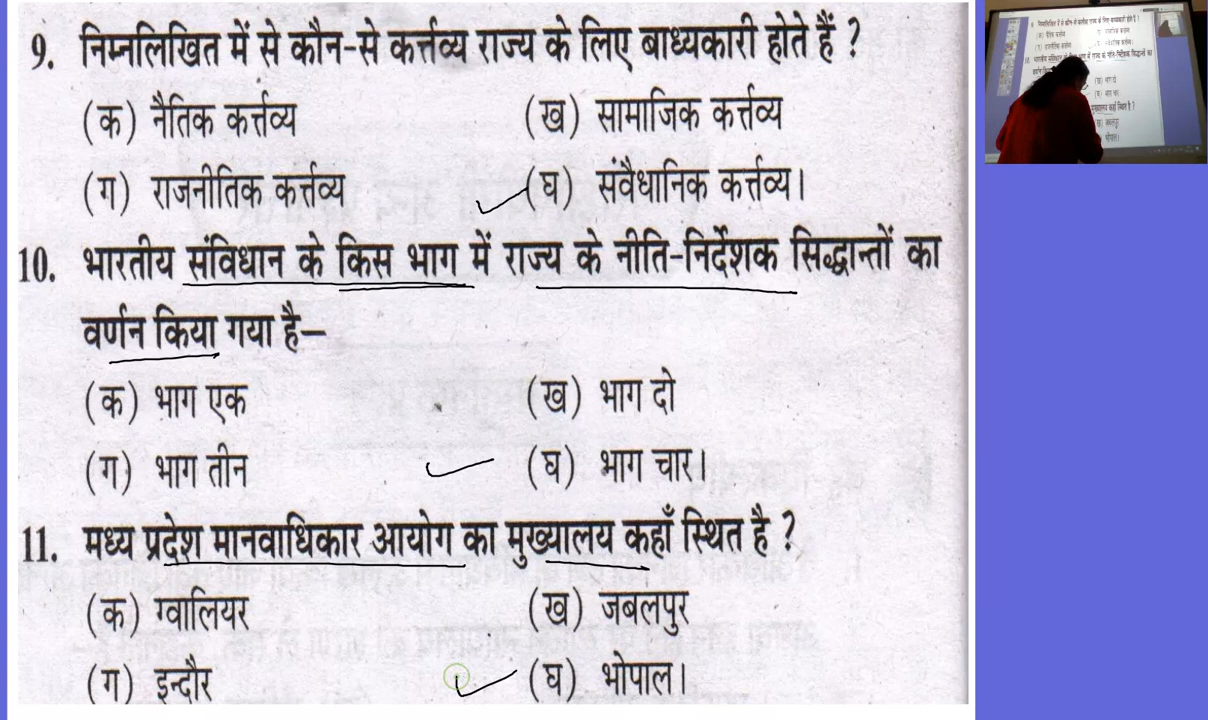 9. निम्नलिखित में से कौन-से कर्त्तव्य राज्य के लिए बाध्यकारी होते हैं ?
(क) नैतिक कर्त्तव्य (ख) सामाजिक कर्त्तव्य
(ग) राजनीतिक कर्त्तव्य (घ) संवैधानिक कर्त्तव्य।
10. भारतीय संविधान के किस भाग में राज्य के नीति-निर्देशक सिद्धान्तों का
वर्णन किया गया है–
(क) भाग एक (ख) भाग दो
(ग) भाग तीन (घ) भाग चार।
11. मध्य प्रदेश मानवाधिकार आयोग का मुख्यालय कहाँ स्थित है ?
(क) ग्वालियर (ख) जबलपुर
(ग) इन्दौर (घ) भोपाल।